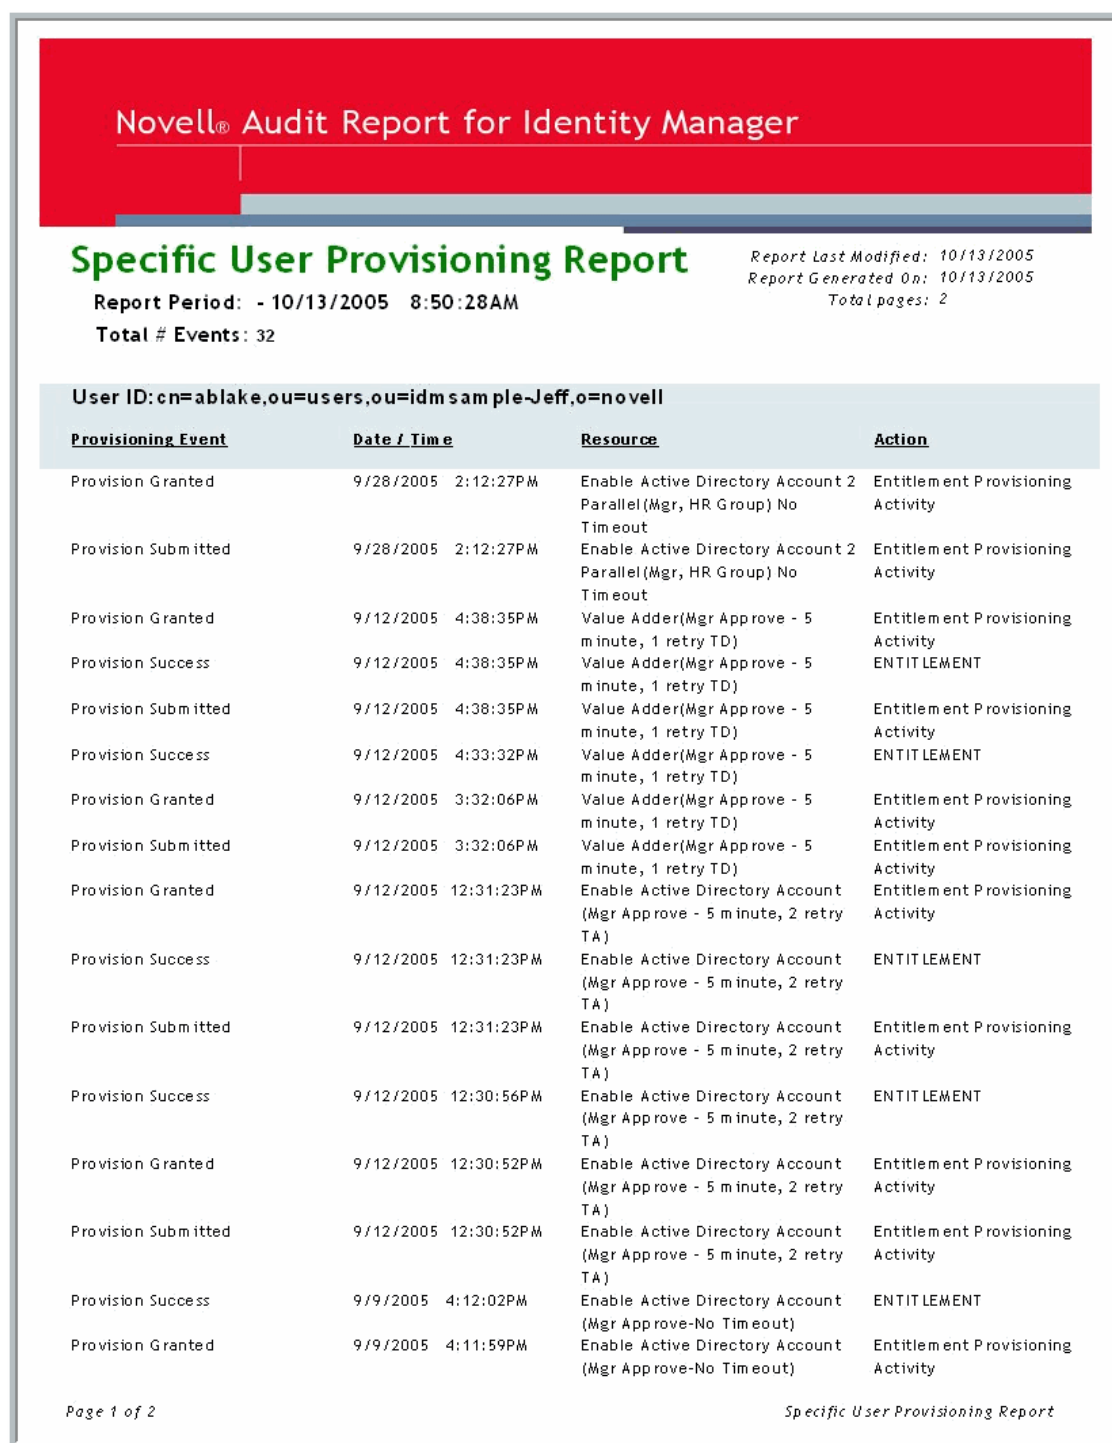 Novell® Audit Report for Identity Manager
Specific User Provisioning Report
Report Last Modified: 10/13/2005
Report Generated On: 10/13/2005
Total pages: 2
Report Period: - 10/13/2005 8:50:28AM
Total # Events: 32
User ID:cn=ablake,ou=users,ou=idmsample-Jeff,o=novell
Provisioning Event Date / Time Resource Action
Provision Granted 9/28/2005 2:12:27PM Enable Active Directory Account 2 Entitlement Provisioning
Parallel(Mgr, HR Group) No Activity
Timeout
Provision Submitted 9/28/2005 2:12:27PM Enable Active Directory Account 2 Entitlement Provisioning
Parallel(Mgr, HR Group) No Activity
Timeout
Provision Granted 9/12/2005 4:38:35PM Value Adder(Mgr Approve - 5 Entitlement Provisioning
minute, 1 retry TD) Activity
Provision Success 9/12/2005 4:38:35PM Value Adder(Mgr Approve - 5 ENTITLEMENT
minute, 1 retry TD)
Provision Submitted 9/12/2005 4:38:35PM Value Adder(Mgr Approve - 5 Entitlement Provisioning
minute, 1 retry TD) Activity
Provision Success 9/12/2005 4:33:32PM Value Adder(Mgr Approve - 5 ENTITLEMENT
minute, 1 retry TD)
Provision Granted 9/12/2005 3:32:06PM Value Adder(Mgr Approve - 5 Entitlement Provisioning
minute, 1 retry TD) Activity
Provision Submitted 9/12/2005 3:32:06PM Value Adder(Mgr Approve - 5 Entitlement Provisioning
minute, 1 retry TD) Activity
Provision Granted 9/12/2005 12:31:23PM Enable Active Directory Account Entitlement Provisioning
(Mgr Approve - 5 minute, 2 retry Activity
TA)
Provision Success 9/12/2005 12:31:23PM Enable Active Directory Account ENTITLEMENT
(Mgr Approve - 5 minute, 2 retry
TA)
Provision Submitted 9/12/2005 12:31:23PM Enable Active Directory Account Entitlement Provisioning
(Mgr Approve - 5 minute, 2 retry Activity
TA)
Provision Success 9/12/2005 12:30:56PM Enable Active Directory Account ENTITLEMENT
(Mgr Approve - 5 minute, 2 retry
TA)
Provision Granted 9/12/2005 12:30:52PM Enable Active Directory Account Entitlement Provisioning
(Mgr Approve - 5 minute, 2 retry Activity
TA)
Provision Submitted 9/12/2005 12:30:52PM Enable Active Directory Account Entitlement Provisioning
(Mgr Approve - 5 minute, 2 retry Activity
TA)
Provision Success 9/9/2005 4:12:02PM Enable Active Directory Account ENTITLEMENT
(Mgr Approve-No Timeout)
Provision Granted 9/9/2005 4:11:59PM Enable Active Directory Account Entitlement Provisioning
(Mgr Approve-No Timeout) Activity
Page 1 of 2 Specific User Provisioning Report